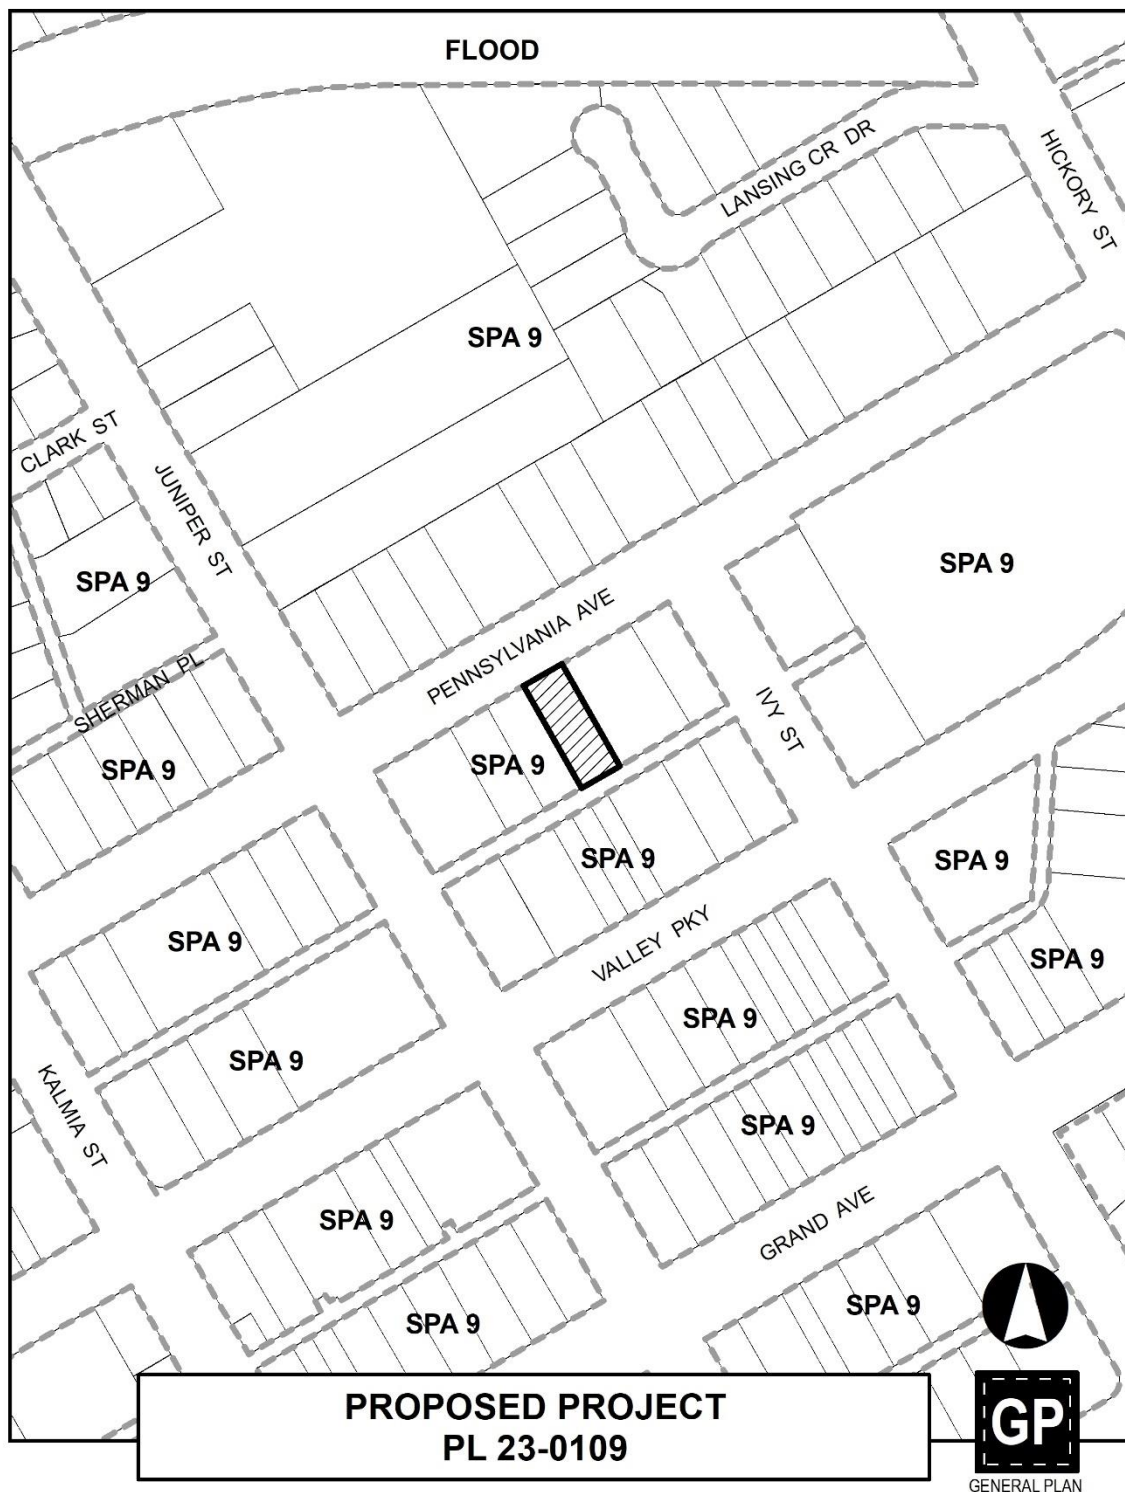 FLOOD
LANSING CR DR
HICKORY ST
SPA 9
CLARK ST
JUNIPER ST
SPA 9
SPA 9
PENNSYLVANIA AVE
SHERMAN PL
IVY ST
SPA 9
SPA 9
SPA 9
SPA 9
SPA 9
VALLEY PKY
SPA 9
SPA 9
SPA 9
SPA 9
KALMIA ST
SPA 9
SPA 9
GRAND AVE
SPA 9
SPA 9
PROPOSED PROJECT
PL 23-0109
GP
GENERAL PLAN